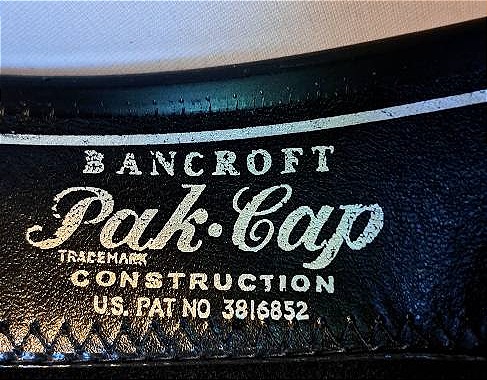 BANCROFT
Pak·Cap
TRADEMARK
CONSTRUCTION
US. PAT NO 3816852